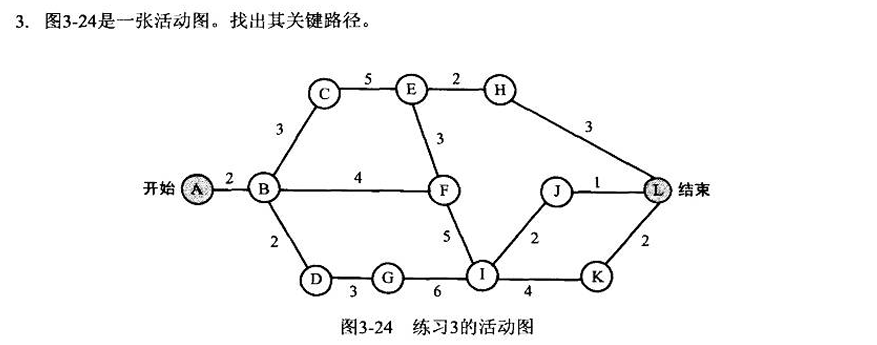 3. 图3-24是一张活动图。找出其关键路径。
C 5 E 2 H
3 3 3
开始 A 2 B 4 F J 1 L 结束
2 5 2 2
D 3 G 6 I 4 K
图3-24 练习3的活动图